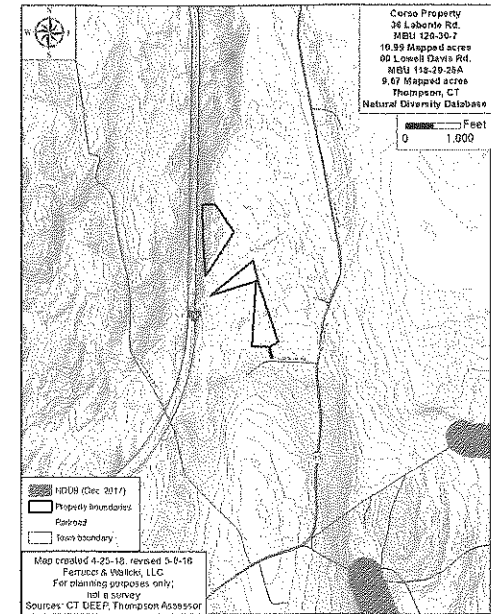 N
W
S
Corso Property
36 Labonte Rd.
MBU 120-30-7
10.99 Mapped acres
00 Lowell Davis Rd.
MBU 118-29-25A
9.67 Mapped acres
Thompson, CT
Natural Diversity Database
Feet
0 1,000
NDDB (Dec 2017)
Property boundaries
Railroad
Town boundary
Map created 4-25-18, revised
Ferrucci & Walicki, LLC
For planning purposes only;
not a survey
Sources: CT DEEP, Thompson Assessor